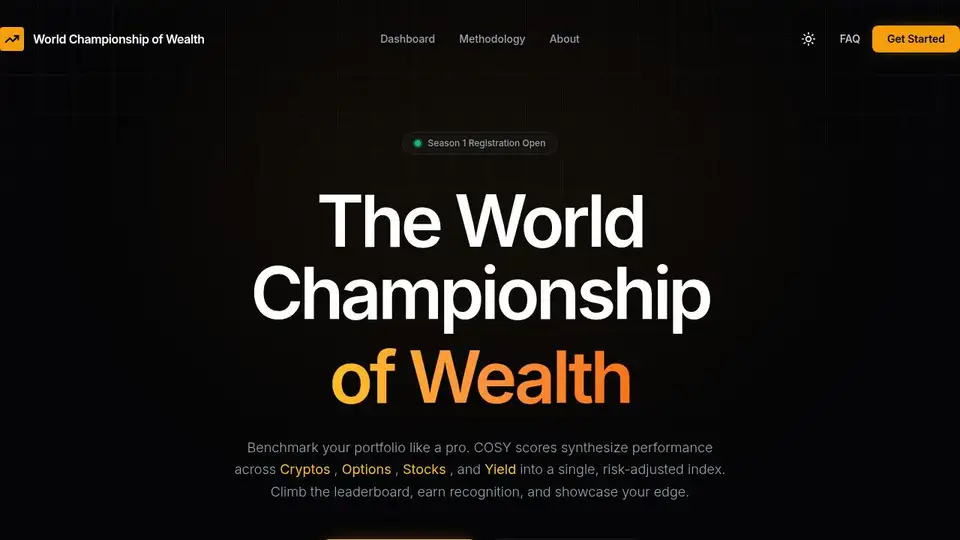 World Championship of Wealth
Dashboard
Methodology
About
FAQ
Get Started
Season 1 Registration Open
The World
Championship
of Wealth
Benchmark your portfolio like a pro. COSY scores synthesize performance
across Cryptos , Options , Stocks , and Yield into a single, risk-adjusted index.
Climb the leaderboard, earn recognition, and showcase your edge.